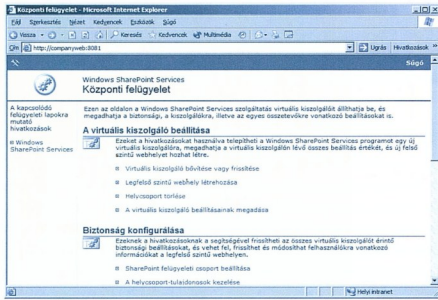 Központi felügyelet - Microsoft Internet Explorer
Fájl Szerkesztés Nézet Kedvencek Eszközök Súgó
Vissza Keresés Kedvencek Multimédia
Cím http://companyweb:8081 Ugrás Hivatkozások »
Súgó
Windows SharePoint Services
Központi felügyelet
A kapcsolódó
felügyeleti lapokra
mutató
hivatkozások
Windows
SharePoint Services
Ezen az oldalon a Windows SharePoint Services szolgáltatás virtuális kiszolgálóit állíthatja be, és
megadhatja a biztonság, a kiszolgálókra, illetve az egyes összetevőkre vonatkozó beállításokat is.
A virtuális kiszolgáló beállítása
Ezeket a hivatkozásokat használva telepítheti a Windows SharePoint Services programot egy új
virtuális kiszolgálóra, megadhatja a virtuális kiszolgálón lévő összes beállítás értékét, és új felső
szintű webhelyet hozhat létre.
Virtuális kiszolgáló bővítése vagy frissítése
Legfelső szintű webhely létrehozása
Helycsoport törlése
A virtuális kiszolgáló beállításainak megadása
Biztonság konfigurálása
Ezeknek a hivatkozásoknak a segítségével frissítheti az összes virtuális kiszolgálót érintő
biztonsági beállításokat, és vehet fel, frissíthet és módosíthat felhasználókra vonatkozó
információkat a legfelső szintű webhelyen.
SharePoint felügyeleti csoport beállítása
A helycsoport-tulajdonosok kezelése
Helyi intranet